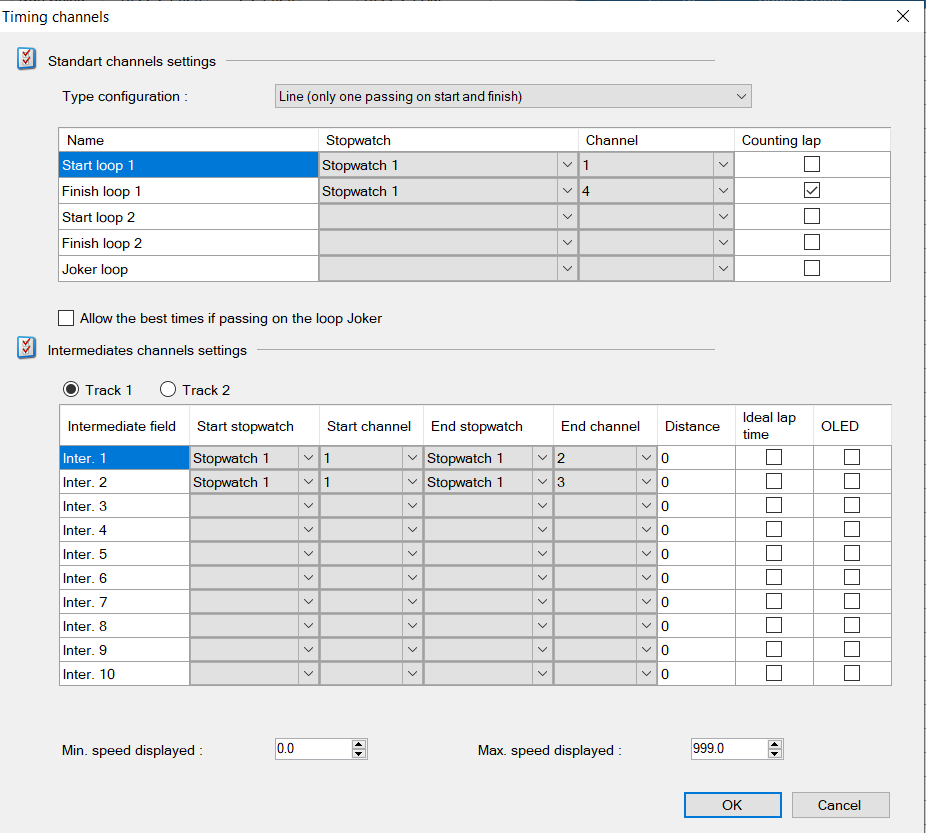 Timing channels
Standart channels settings
Type configuration :
Line (only one passing on start and finish)
Name Stopwatch Channel Counting lap
Start loop 1 Stopwatch 1 1
Finish loop 1 Stopwatch 1 4
Start loop 2
Finish loop 2
Joker loop
Allow the best times if passing on the loop Joker
Intermediates channels settings
Track 1 Track 2
Intermediate field Start stopwatch Start channel End stopwatch End channel Distance Ideal lap time OLED
Inter. 1 Stopwatch 1 1 Stopwatch 1 2 0
Inter. 2 Stopwatch 1 1 Stopwatch 1 3 0
Inter. 3 0
Inter. 4 0
Inter. 5 0
Inter. 6 0
Inter. 7 0
Inter. 8 0
Inter. 9 0
Inter. 10 0
Min. speed displayed : 0.0 Max. speed displayed : 999.0
OK Cancel